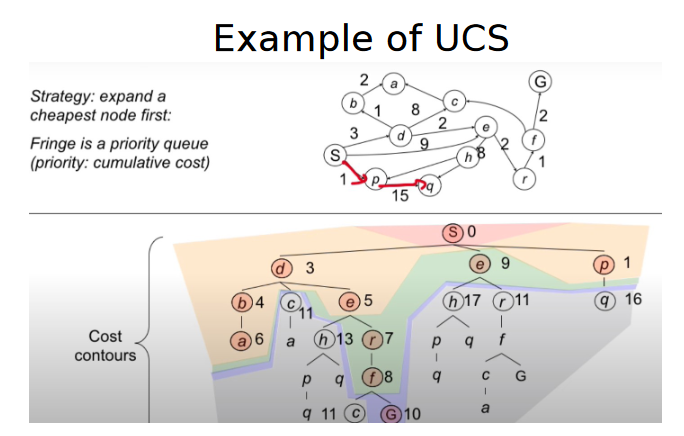 Example of UCS
Strategy: expand a
cheapest node first:
Fringe is a priority queue
(priority: cumulative cost)
2 a G
b 1 8 c 2
3 d 2 e
S 9 h 8 2 f
1 p q 1
15 r
S 0
d 3 e 9 p 1
b 4 c 11 e 5 h 17 r 11 q 16
a 6 a h 13 r 7 p q f
p q f 8 q c G
q 11 c G 10 a
Cost
contours